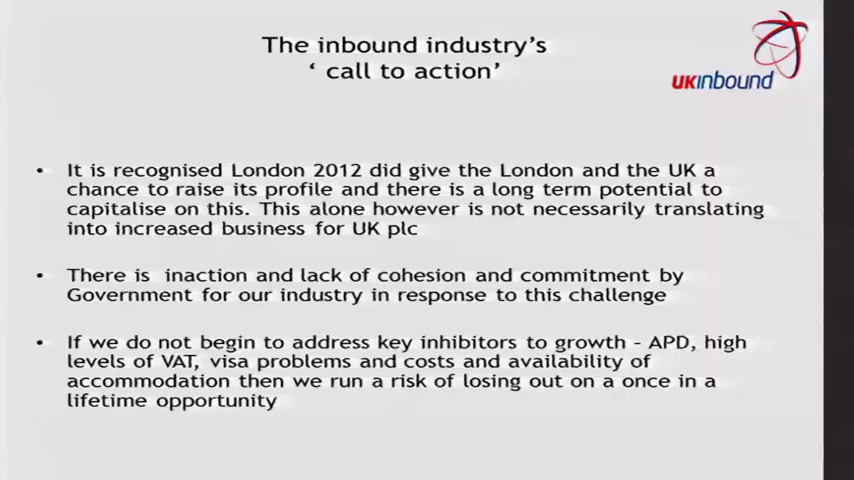 The inbound industry's
‘ call to action’
UKinbound
• It is recognised London 2012 did give the London and the UK a
chance to raise its profile and there is a long term potential to
capitalise on this. This alone however is not necessarily translating
into increased business for UK plc
• There is  inaction and lack of cohesion and commitment by
Government for our industry in response to this challenge
• If we do not begin to address key inhibitors to growth – APD, high
levels of VAT, visa problems and costs and availability of
accommodation then we run a risk of losing out on a once in a
lifetime opportunity